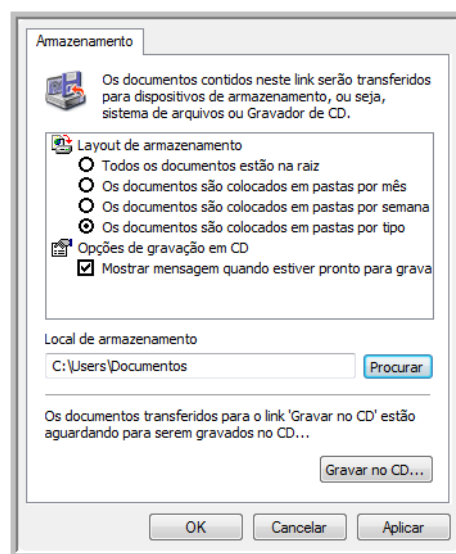 Armazenamento
Os documentos contidos neste link serão transferidos
para dispositivos de armazenamento, ou seja,
sistema de arquivos ou Gravador de CD.
Layout de armazenamento
Todos os documentos estão na raiz
Os documentos são colocados em pastas por mês
Os documentos são colocados em pastas por semana
Os documentos são colocados em pastas por tipo
Opções de gravação em CD
Mostrar mensagem quando estiver pronto para grava
Local de armazenamento
C:\Users\Documentos
Procurar
Os documentos transferidos para o link 'Gravar no CD' estão
aguardando para serem gravados no CD...
Gravar no CD...
OK Cancelar Aplicar